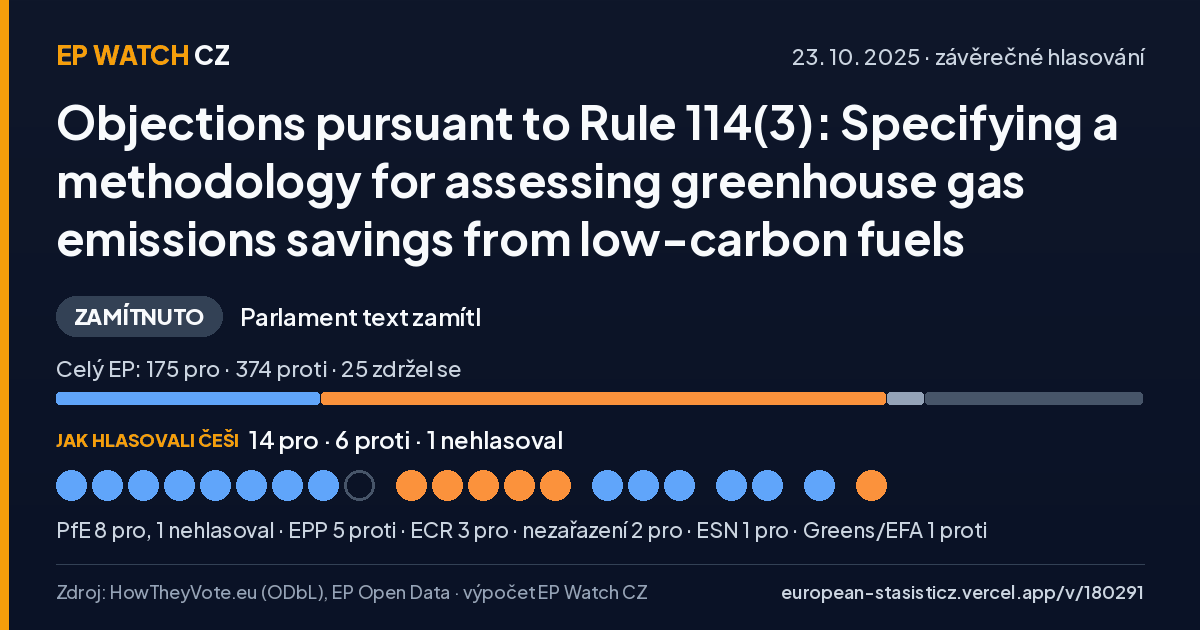 EP WATCH CZ
23. 10. 2025 · závěrečné hlasování
Objections pursuant to Rule 114(3): Specifying a
methodology for assessing greenhouse gas
emissions savings from low-carbon fuels
ZAMÍTNUTO Parlament text zamítl
Celý EP: 175 pro · 374 proti · 25 zdržel se
JAK HLASOVALI ČEŠI 14 pro · 6 proti · 1 nehlasoval
PfE 8 pro, 1 nehlasoval · EPP 5 proti · ECR 3 pro · nezařazení 2 pro · ESN 1 pro · Greens/EFA 1 proti
Zdroj: HowTheyVote.eu (ODbL), EP Open Data · výpočet EP Watch CZ
european-stasisticz.vercel.app/v/180291